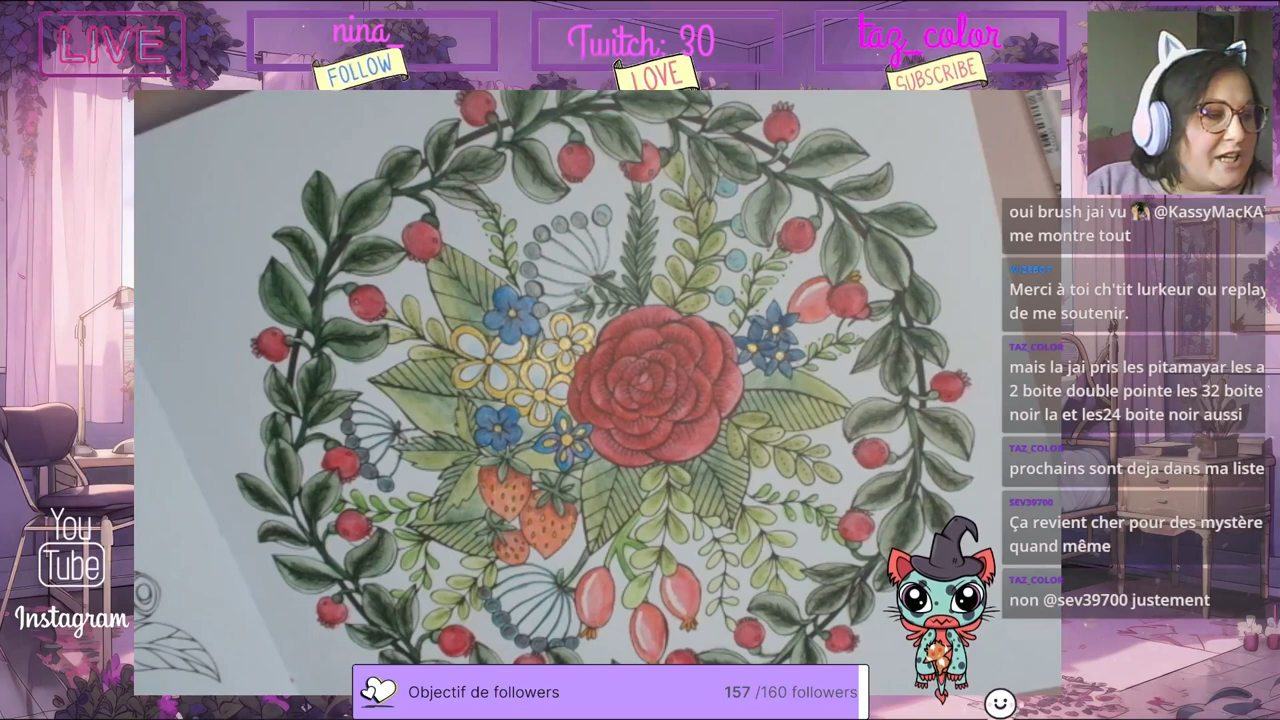 LIVE
nina_
FOLLOW
Twitch: 30
LOVE
taz_color
SUBSCRIBE
oui brush jai vu @KassyMacKA
me montre tout
Merci à toi ch'tit lurkeur ou replay
de me soutenir.
TAZ_COLOR
mais la jai pris les pitamayar les a
2 boite double pointe les 32 boite
noir la et les24 boite noir aussi
TAZ_COLOR
prochains sont deja dans ma liste
SEV39700
Ça revient cher pour des mystère
quand même
TAZ_COLOR
non @sev39700 justement
You
Tube
Instagram
Objectif de followers
157 /160 followers